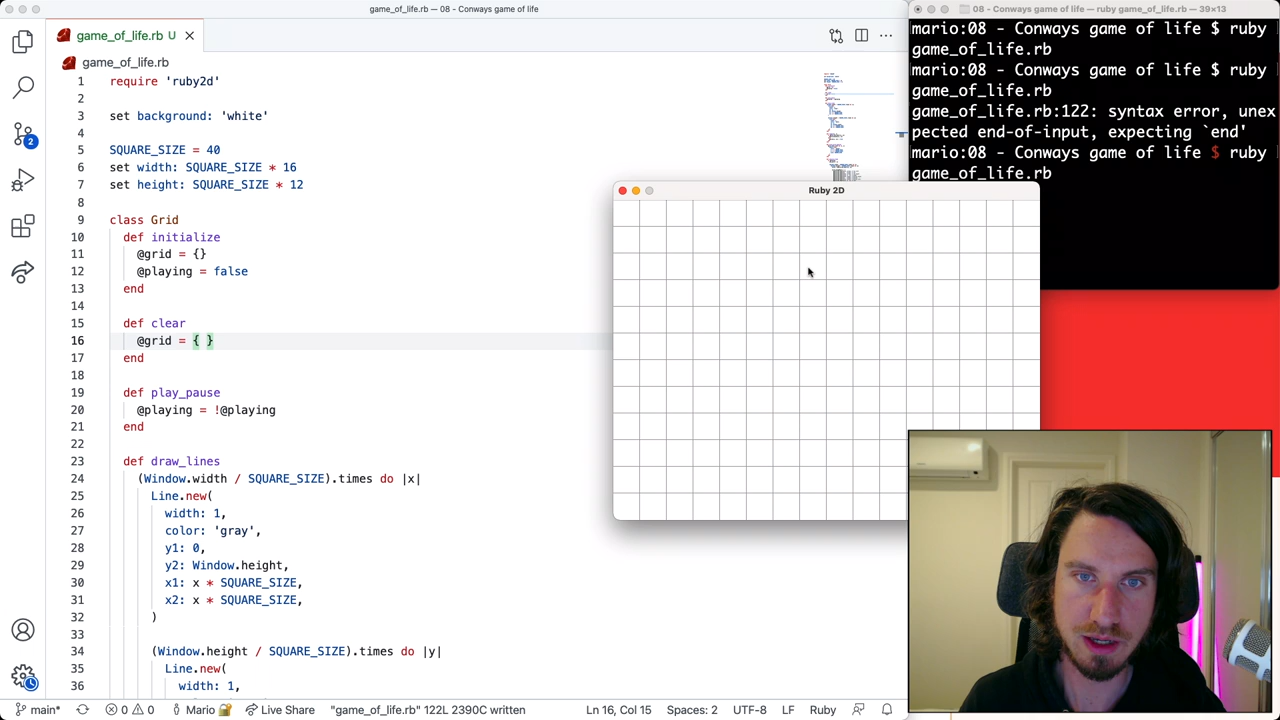 game_of_life.rb — 08 - Conways game of life
game_of_life.rb U
game_of_life.rb
1 require 'ruby2d'
2
3 set background: 'white'
4
5 SQUARE_SIZE = 40
6 set width: SQUARE_SIZE * 16
7 set height: SQUARE_SIZE * 12
8
9 class Grid
10 def initialize
11 @grid = {}
12 @playing = false
13 end
14
15 def clear
16 @grid = { }
17 end
18
19 def play_pause
20 @playing = !@playing
21 end
22
23 def draw_lines
24 (Window.width / SQUARE_SIZE).times do |x|
25 Line.new(
26 width: 1,
27 color: 'gray',
28 y1: 0,
29 y2: Window.height,
30 x1: x * SQUARE_SIZE,
31 x2: x * SQUARE_SIZE,
32 )
33
34 (Window.height / SQUARE_SIZE).times do |y|
35 Line.new(
36 width: 1,
2
main* 0 0 Mario Live Share "game_of_life.rb" 122L 2390C written Ln 16, Col 15 Spaces: 2 UTF-8 LF Ruby
08 - Conways game of life — ruby game_of_life.rb — 39×13
mario:08 - Conways game of life $ ruby
game_of_life.rb
mario:08 - Conways game of life $ ruby
game_of_life.rb
game_of_life.rb:122: syntax error, unex
pected end-of-input, expecting `end'
mario:08 - Conways game of life $ ruby
game_of_life.rb
Ruby 2D